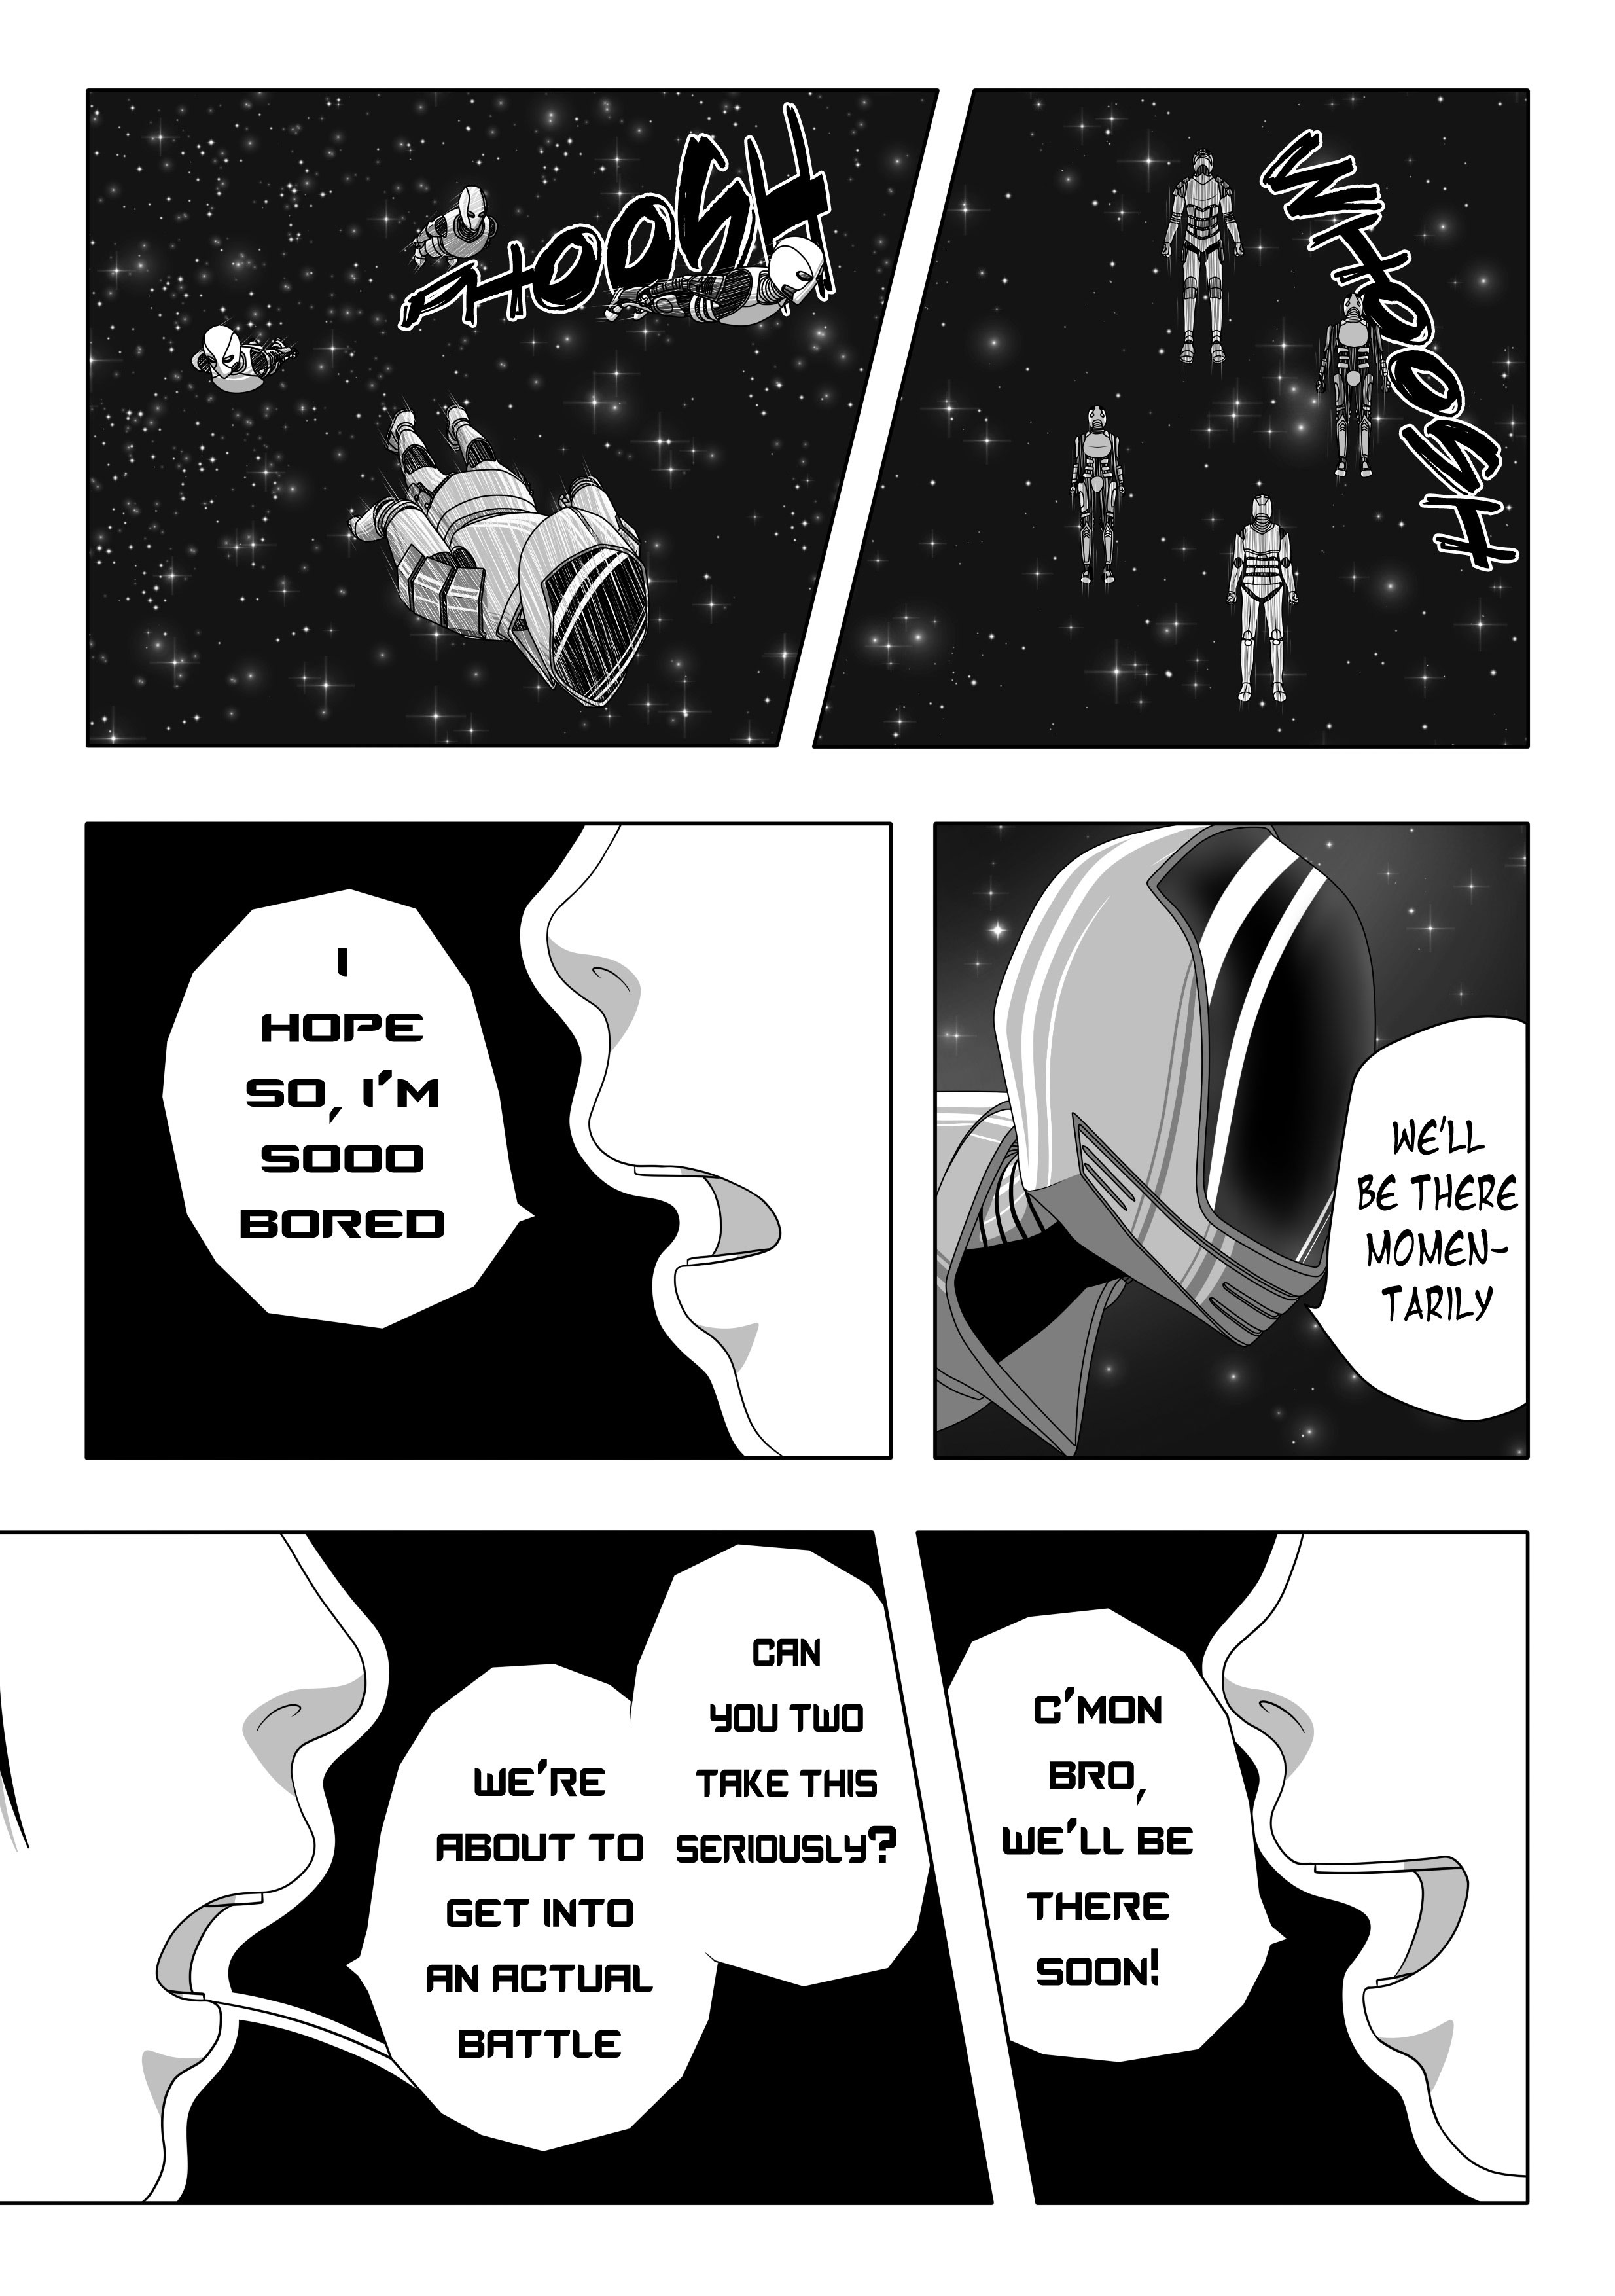 WHOOSH
PHOOSH
WE'LL
BE THERE
MOMEN-
TARILY
I
HOPE
SO, I'M
SOOO
BORED
C'MON
BRO,
WE'LL BE
THERE
SOON!
CAN
YOU TWO
TAKE THIS
SERIOUSLY?
WE'RE
ABOUT TO
GET INTO
AN ACTUAL
BATTLE